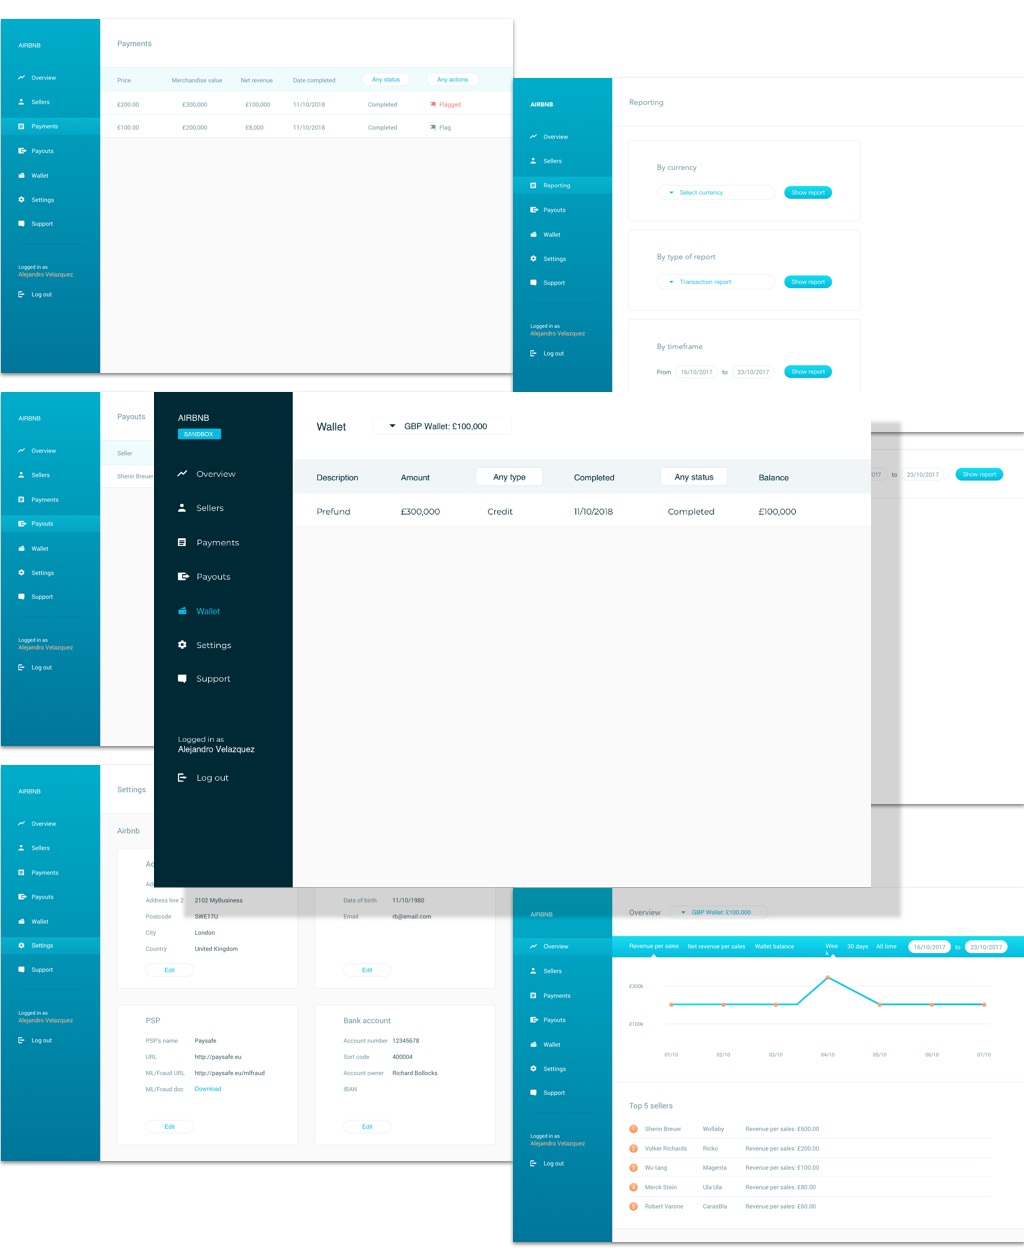 AIRBNB
Overview
Sellers
Payments
Payouts
Wallet
Settings
Support
Logged in as
Alejandro Velazquez
Log out
Payments
Price Merchandise value Net revenue Date completed Any status Any actions
£200.00 £300,000 £100,000 11/10/2018 Completed Flagged
£100.00 £200,000 £8,000 11/10/2018 Completed Flag
AIRBNB
Overview
Sellers
Reporting
Payouts
Wallet
Settings
Support
Logged in as
Alejandro Velazquez
Log out
Reporting
By currency
Select currency Show report
By type of report
Transaction report Show report
By timeframe
From 16/10/2017 to 23/10/2017 Show report
AIRBNB
Overview
Sellers
Payments
Payouts
Wallet
Settings
Support
Logged in as
Alejandro Velazquez
Log out
Payouts
Seller
Sherin Breuer
AIRBNB
SANDBOX
Overview
Sellers
Payments
Payouts
Wallet
Settings
Support
Logged in as
Alejandro Velazquez
Log out
Wallet GBP Wallet: £100,000
Description Amount Any type Completed Any status Balance
Prefund £300,000 Credit 11/10/2018 Completed £100,000
to 23/10/2017 Show report
AIRBNB
Overview
Sellers
Payments
Payouts
Wallet
Settings
Support
Logged in as
Alejandro Velazquez
Log out
Settings
Airbnb
Address line 2 2102 MyBusiness
Postcode SWE17U
City London
Country United Kingdom
Edit
Date of birth 11/10/1980
Email rb@email.com
Edit
PSP
PSP's name Paysafe
URL http://paysafe.eu
ML/Fraud URL http://paysafe.eu/mlfraud
ML/Fraud doc Download
Edit
Bank account
Account number 12345678
Sort code 400004
Account owner Richard Bollocks
IBAN
Edit
AIRBNB
Overview
Sellers
Payments
Payouts
Wallet
Settings
Support
Logged in as
Alejandro Velazquez
Log out
Overview GBP Wallet: £100,000
Revenue per sales Net revenue per sales Wallet balance Wee 30 days All time 16/10/2017 to 23/10/2017
£300k
£100k
01/10 02/10 03/10 04/10 05/10 06/10 07/10
Top 5 sellers
1 Sherin Breuer Wollaby Revenue per sales: £600.00
2 Volker Richards Ricko Revenue per sales: £200.00
3 Wu tang Magenta Revenue per sales: £100.00
4 Merck Stein Ula Ula Revenue per sales: £80.00
5 Robert Varone CarasBla Revenue per sales: £60.00